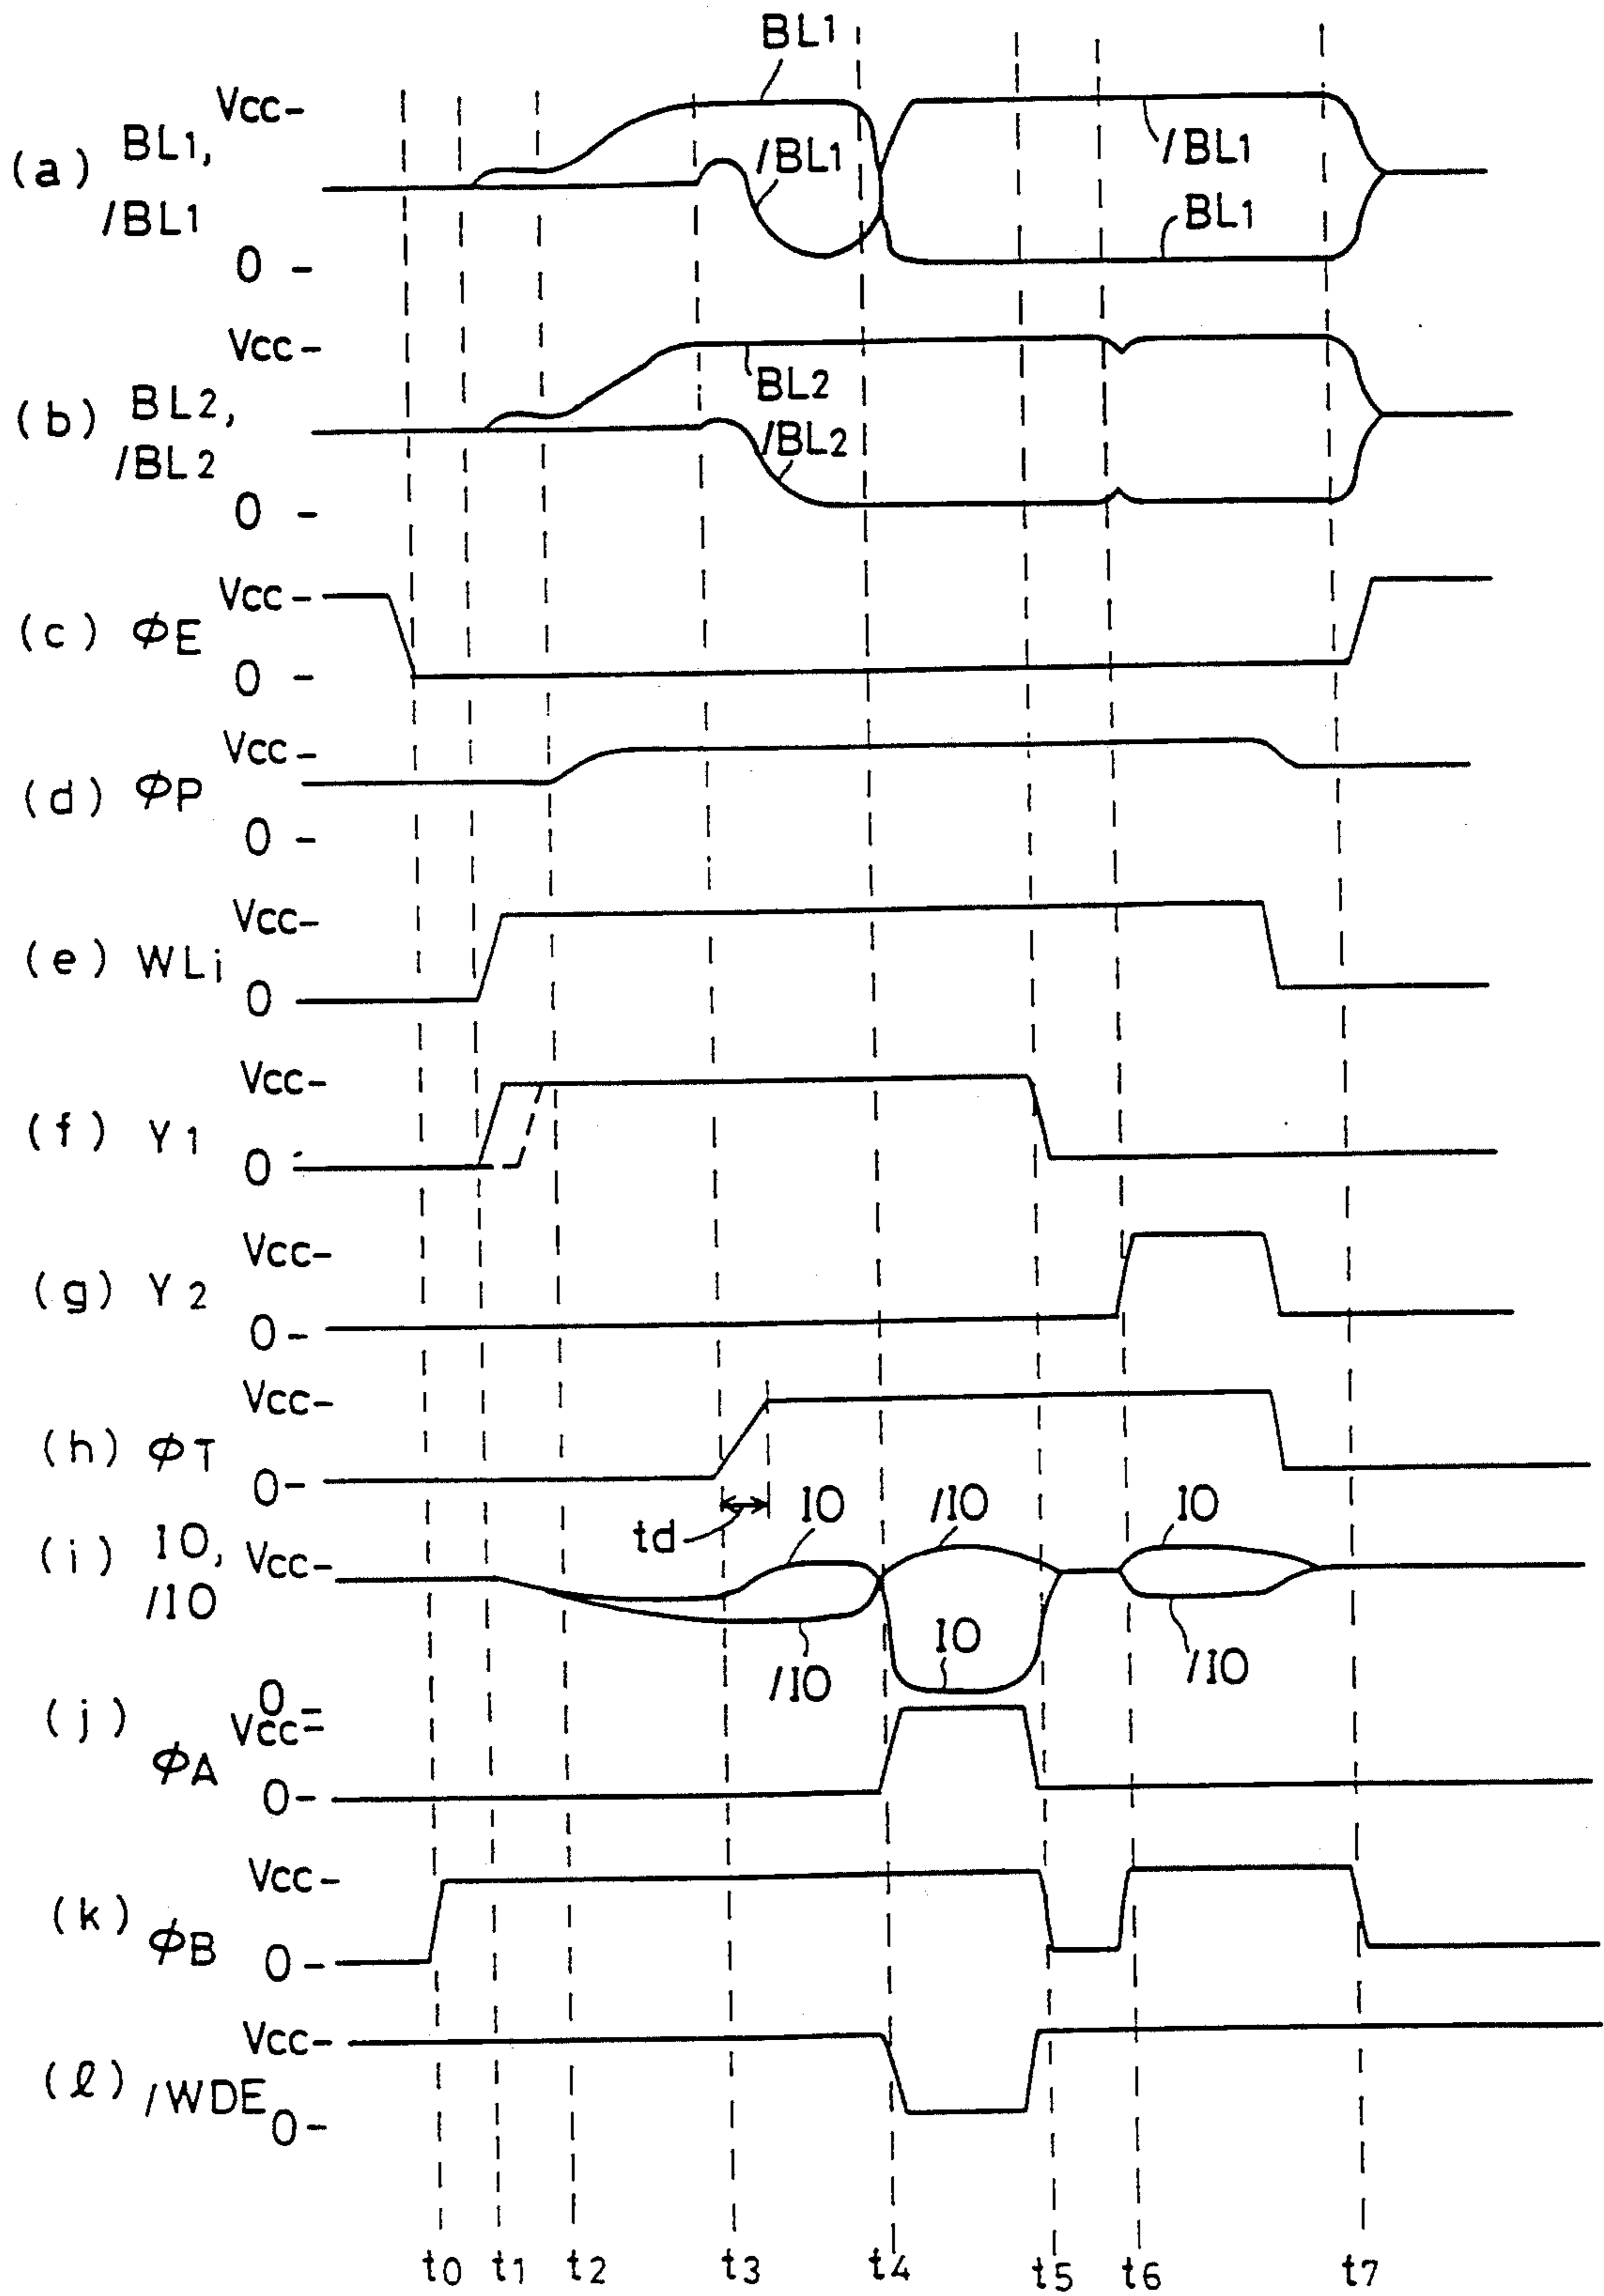 BL1
Vcc-
(a) BL1,
/BL1
/BL1
/BL1
BL1
0 -
Vcc-
(b) BL2,
/BL2
BL2
/BL2
0 -
Vcc-
(c) φE
0 -
Vcc-
(d) φP
0 -
Vcc-
(e) WLi
0 -
Vcc-
(f) Y1
0 -
Vcc-
(g) Y2
0 -
Vcc-
(h) φT
0 -
td
IO
/IO
IO
(i) IO,
/IO
Vcc-
IO
/IO
/IO
0 -
(j) φA
Vcc-
0 -
Vcc-
(k) φB
0 -
Vcc-
(ℓ) /WDE
0 -
t0 t1 t2 t3 t4 t5 t6 t7